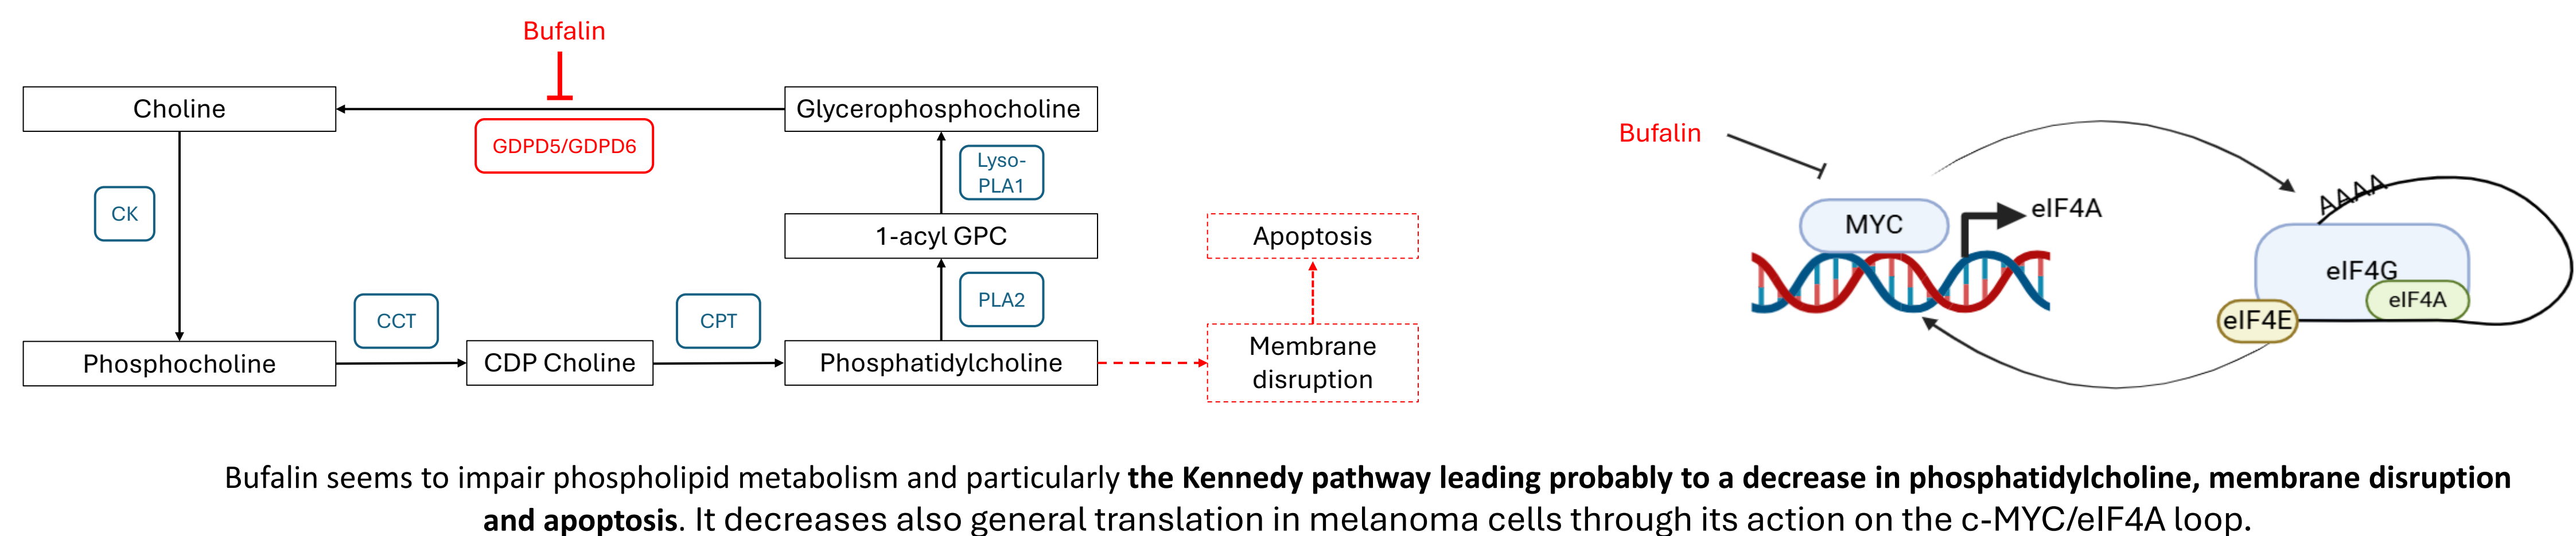 Bufalin
Choline
Glycerophosphocholine
GDPD5/GDPD6
Lyso-
PLA1
CK
1-acyl GPC
Apoptosis
PLA2
CCT
CPT
Phosphocholine
CDP Choline
Phosphatidylcholine
Membrane
disruption
Bufalin
MYC
eIF4A
AAAA
eIF4G
eIF4A
eIF4E
Bufalin seems to impair phospholipid metabolism and particularly the Kennedy pathway leading probably to a decrease in phosphatidylcholine, membrane disruption
and apoptosis. It decreases also general translation in melanoma cells through its action on the c-MYC/eIF4A loop.